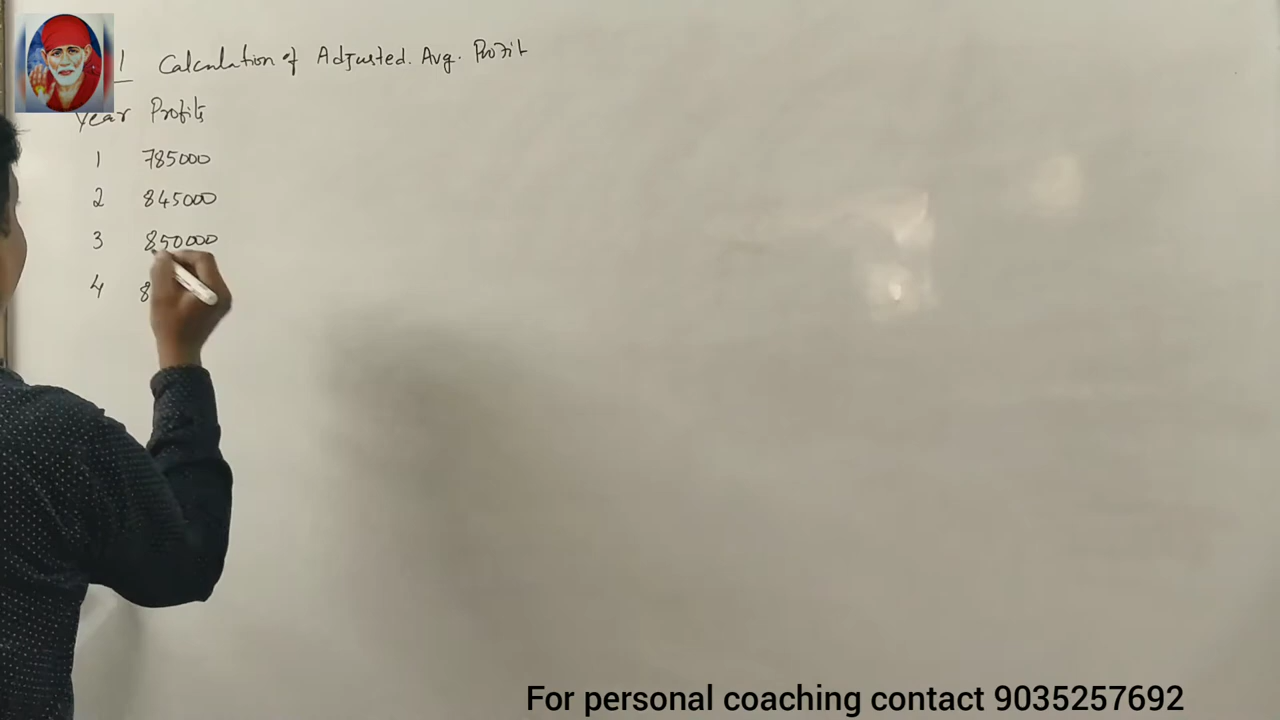 1 Calculation of Adjusted. Avg. Profit
Year Profits
1 785000
2 845000
3 850000
4 8
For personal coaching contact 9035257692